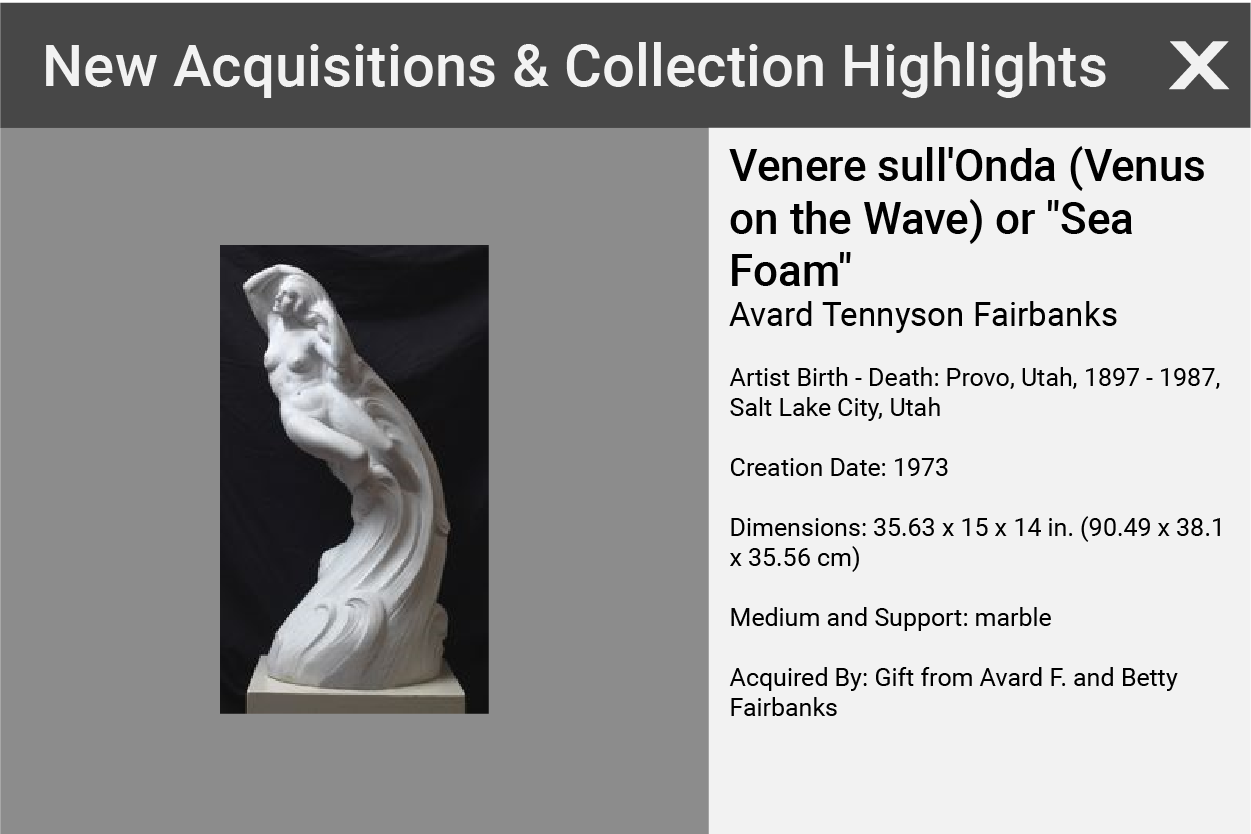 New Acquisitions & Collection Highlights X
Venere sull'Onda (Venus
on the Wave) or "Sea
Foam"
Avard Tennyson Fairbanks
Artist Birth - Death: Provo, Utah, 1897 - 1987,
Salt Lake City, Utah
Creation Date: 1973
Dimensions: 35.63 x 15 x 14 in. (90.49 x 38.1
x 35.56 cm)
Medium and Support: marble
Acquired By: Gift from Avard F. and Betty
Fairbanks